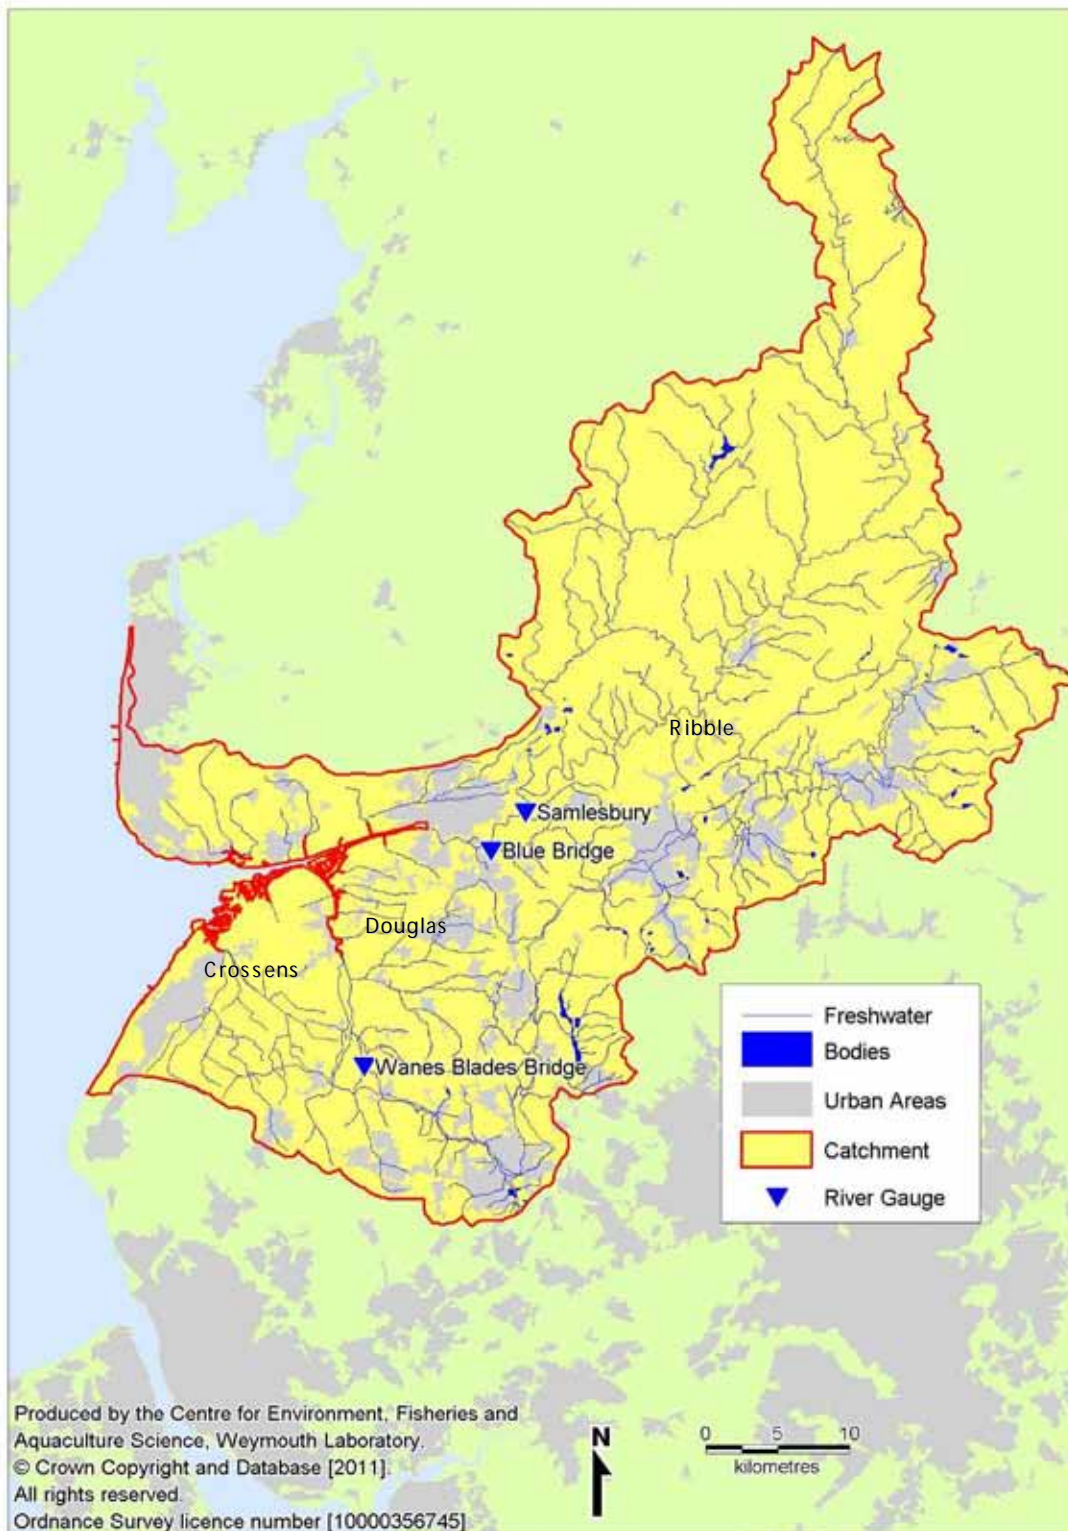 Ribble
Samlesbury
Blue Bridge
Douglas
Crossens
Wanes Blades Bridge
Freshwater
Bodies
Urban Areas
Catchment
River Gauge
Produced by the Centre for Environment, Fisheries and
Aquaculture Science, Weymouth Laboratory.
© Crown Copyright and Database [2011].
All rights reserved.
Ordnance Survey licence number [10000356745]
N
0 5 10
kilometres